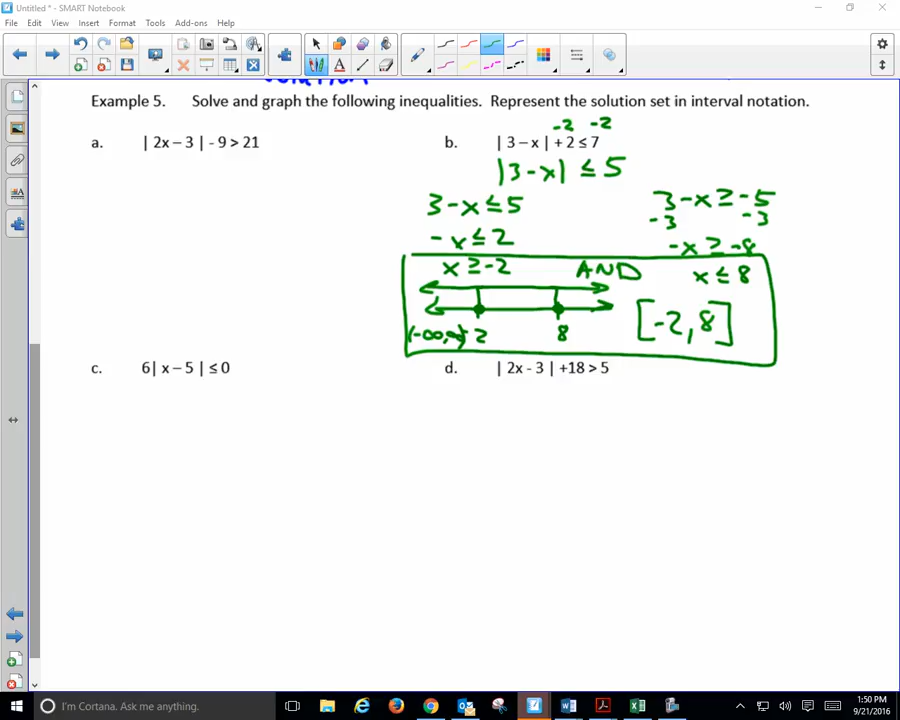 Untitled * - SMART Notebook
File Edit View Insert Format Tools Add-ons Help
Example 5. Solve and graph the following inequalities. Represent the solution set in interval notation.
-2 -2
a. | 2x – 3 | - 9 > 21
b. | 3 – x | + 2 ≤ 7
|3 - x| ≤ 5
3 - x ≤ 5
3 - x ≥ -5
-3 -3
- x ≤ 2
-x ≥ -8
x ≥ -2 AND x ≤ 8
[-2, 8]
-2 8
c. 6| x – 5 | ≤ 0
d. | 2x - 3 | +18 > 5
I'm Cortana. Ask me anything.
1:50 PM
9/21/2016